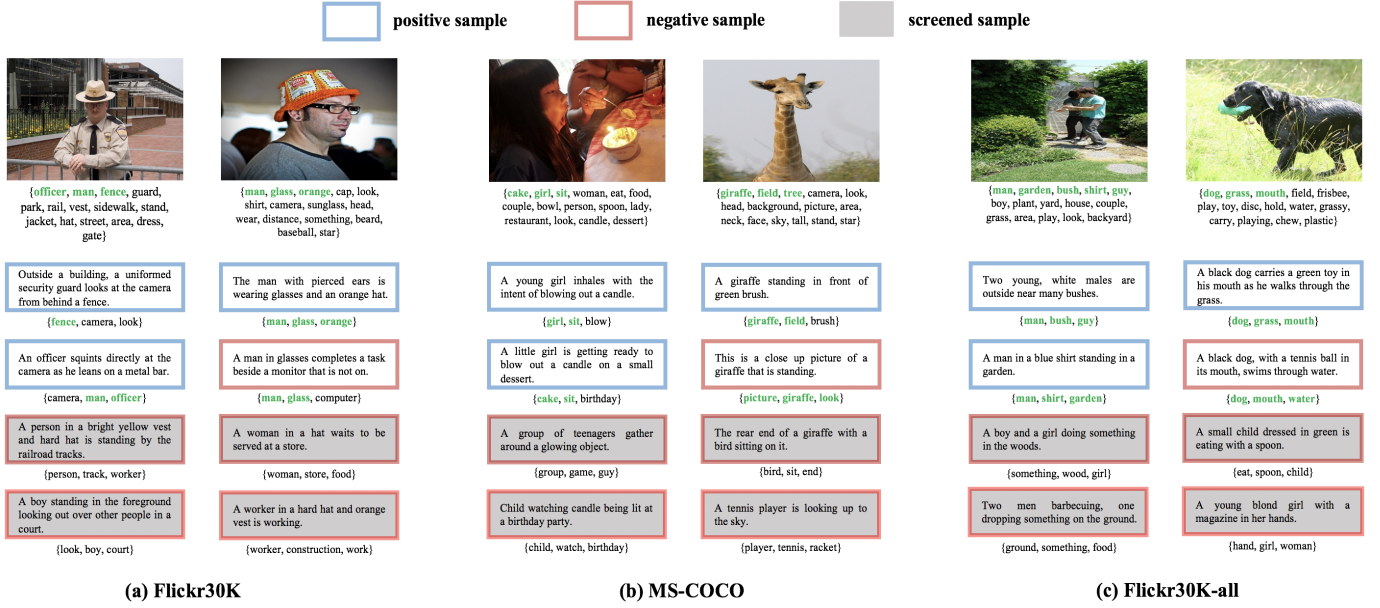 positive sample
negative sample
screened sample
{officer, man, fence, guard,
park, rail, vest, sidewalk, stand,
jacket, hat, street, area, dress,
gate}
{man, glass, orange, cap, look,
shirt, camera, sunglass, head,
wear, distance, something, beard,
baseball, star}
{cake, girl, sit, woman, eat, food,
couple, bowl, person, spoon, lady,
restaurant, look, candle, dessert}
{giraffe, field, tree, camera, look,
head, background, picture, area,
neck, face, sky, tall, stand, star}
{man, garden, bush, shirt, guy,
boy, plant, yard, house, couple,
grass, area, play, look, backyard}
{dog, grass, mouth, field, frisbee,
play, toy, disc, hold, water, grassy,
carry, playing, chew, plastic}
Outside a building, a uniformed
security guard looks at the camera
from behind a fence.
{fence, camera, look}
The man with pierced ears is
wearing glasses and an orange hat.
{man, glass, orange}
A young girl inhales with the
intent of blowing out a candle.
{girl, sit, blow}
A giraffe standing in front of
green brush.
{giraffe, field, brush}
Two young, white males are
outside near many bushes.
{man, bush, guy}
A black dog carries a green toy in
his mouth as he walks through the
grass.
{dog, grass, mouth}
An officer squints directly at the
camera as he leans on a metal bar.
{camera, man, officer}
A man in glasses completes a task
beside a monitor that is not on.
{man, glass, computer}
A little girl is getting ready to
blow out a candle on a small
dessert.
{cake, sit, birthday}
This is a close up picture of a
giraffe that is standing.
{picture, giraffe, look}
A man in a blue shirt standing in a
garden.
{man, shirt, garden}
A black dog, with a tennis ball in
its mouth, swims through water.
{dog, mouth, water}
A person in a bright yellow vest
and hard hat is standing by the
railroad tracks.
{person, track, worker}
A woman in a hat waits to be
served at a store.
{woman, store, food}
A group of teenagers gather
around a glowing object.
{group, game, guy}
The rear end of a giraffe with a
bird sitting on it.
{bird, sit, end}
A boy and a girl doing something
in the woods.
{something, wood, girl}
A small child dressed in green is
eating with a spoon.
{eat, spoon, child}
A boy standing in the foreground
looking out over other people in a
court.
{look, boy, court}
A worker in a hard hat and orange
vest is working.
{worker, construction, work}
Child watching candle being lit at
a birthday party.
{child, watch, birthday}
A tennis player is looking up to
the sky.
{player, tennis, racket}
Two men barbecuing, one
dropping something on the ground.
{ground, something, food}
A young blond girl with a
magazine in her hands.
{hand, girl, woman}
(a) Flickr30K
(b) MS-COCO
(c) Flickr30K-all